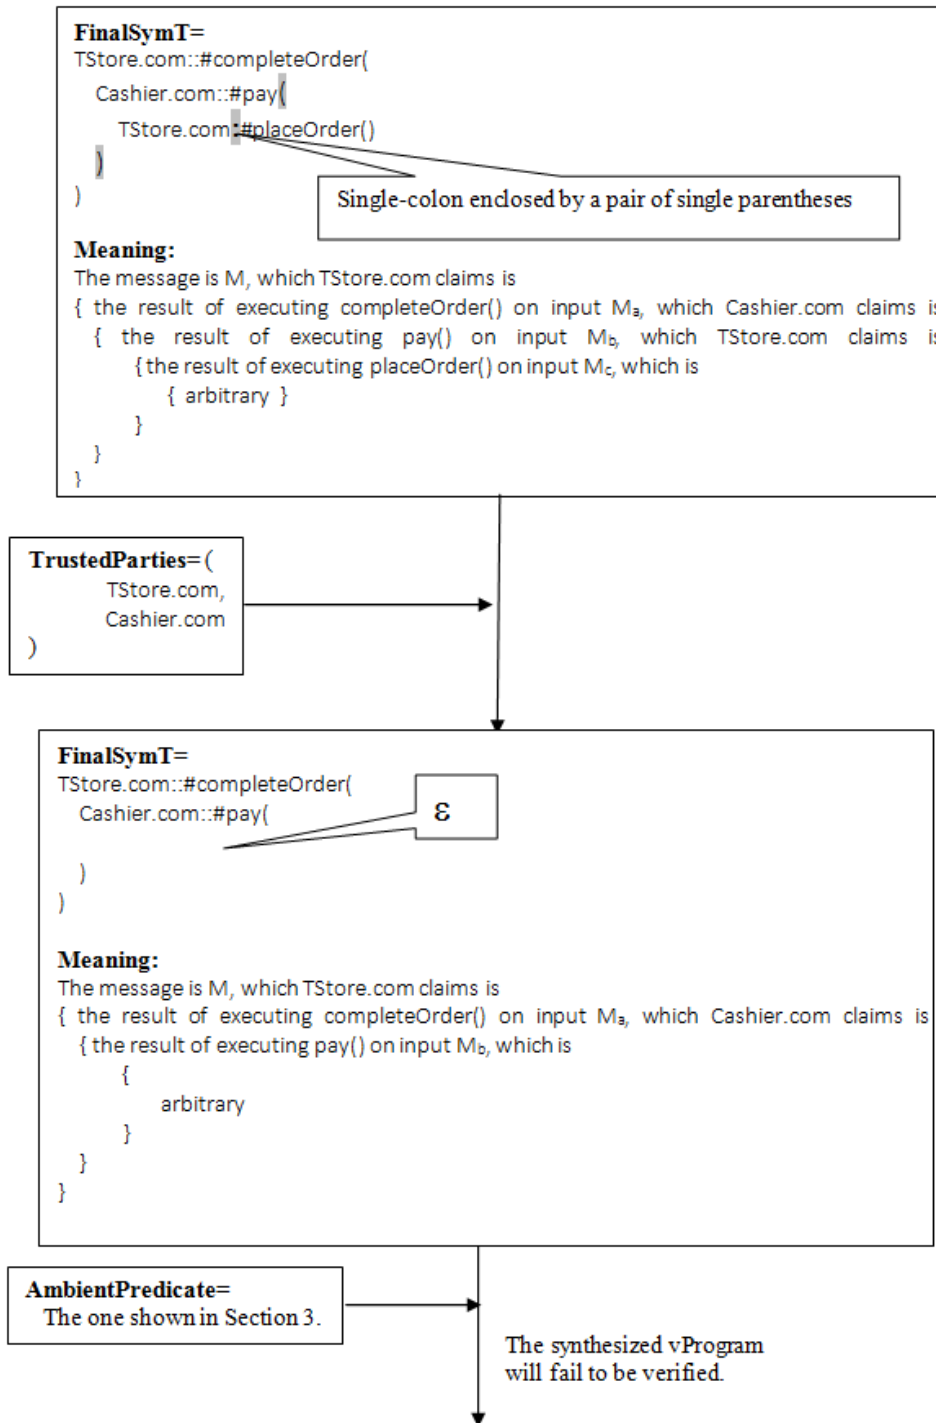 FinalSymT=
TStore.com::#completeOrder(
Cashier.com::#pay(
TStore.com:#placeOrder()
)
)
Single-colon enclosed by a pair of single parentheses
Meaning:
The message is M, which TStore.com claims is
{ the result of executing completeOrder() on input Ma, which Cashier.com claims is
{ the result of executing pay() on input Mb, which TStore.com claims is
{ the result of executing placeOrder() on input Mc, which is
{ arbitrary }
}
}
}
TrustedParties= (
TStore.com,
Cashier.com
)
FinalSymT=
TStore.com::#completeOrder(
Cashier.com::#pay(
ε
)
)
Meaning:
The message is M, which TStore.com claims is
{ the result of executing completeOrder() on input Ma, which Cashier.com claims is
{ the result of executing pay() on input Mb, which is
{
arbitrary
}
}
}
AmbientPredicate=
The one shown in Section 3.
The synthesized vProgram
will fail to be verified.